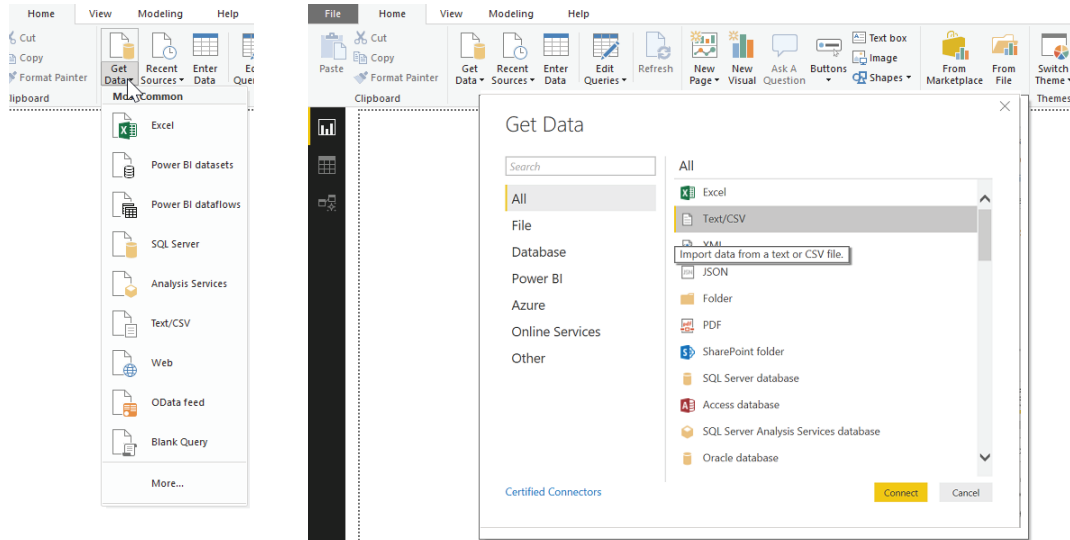 Home View Modeling Help
Cut
Copy
Format Painter
Get Data
Recent Sources
Enter Data
lipboard
Common
Excel
Power BI datasets
Power BI dataflows
SQL Server
Analysis Services
Text/CSV
Web
OData feed
Blank Query
More...
File Home View Modeling Help
Paste
Cut
Copy
Format Painter
Clipboard
Get Data
Recent Sources
Enter Data
Edit Queries
Refresh
New Page
New Visual
Ask A Question
Buttons
Text box
Image
Shapes
From Marketplace
From File
Switch Theme
Themes
Get Data
Search
All
File
Database
Power BI
Azure
Online Services
Other
All
Excel
Text/CSV
XML
Import data from a text or CSV file.
JSON
Folder
PDF
SharePoint folder
SQL Server database
Access database
SQL Server Analysis Services database
Oracle database
Certified Connectors
Connect
Cancel